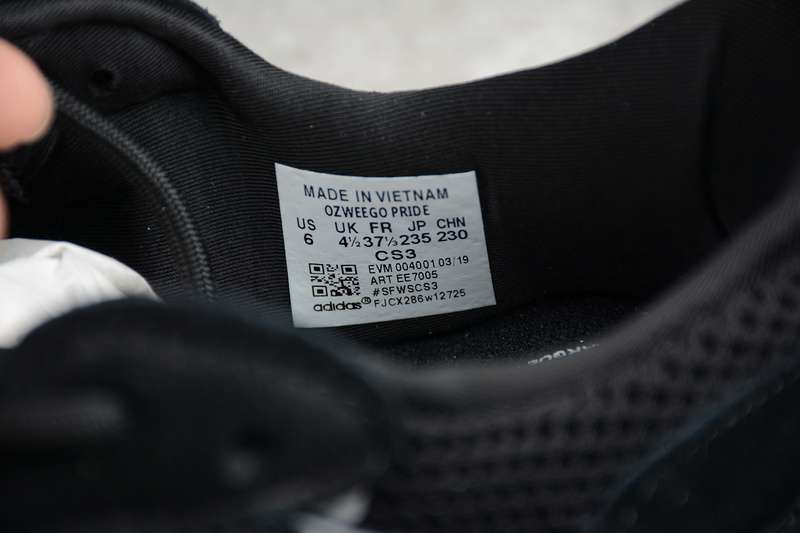 MADE IN VIETNAM
OZWEEGO PRIDE
US UK FR JP CHN
6 4½ 37⅓ 235 230
CS3
EVM 004001 03/19
ART EE7005
#SFWSCS3
adidas® FJCX286w12725